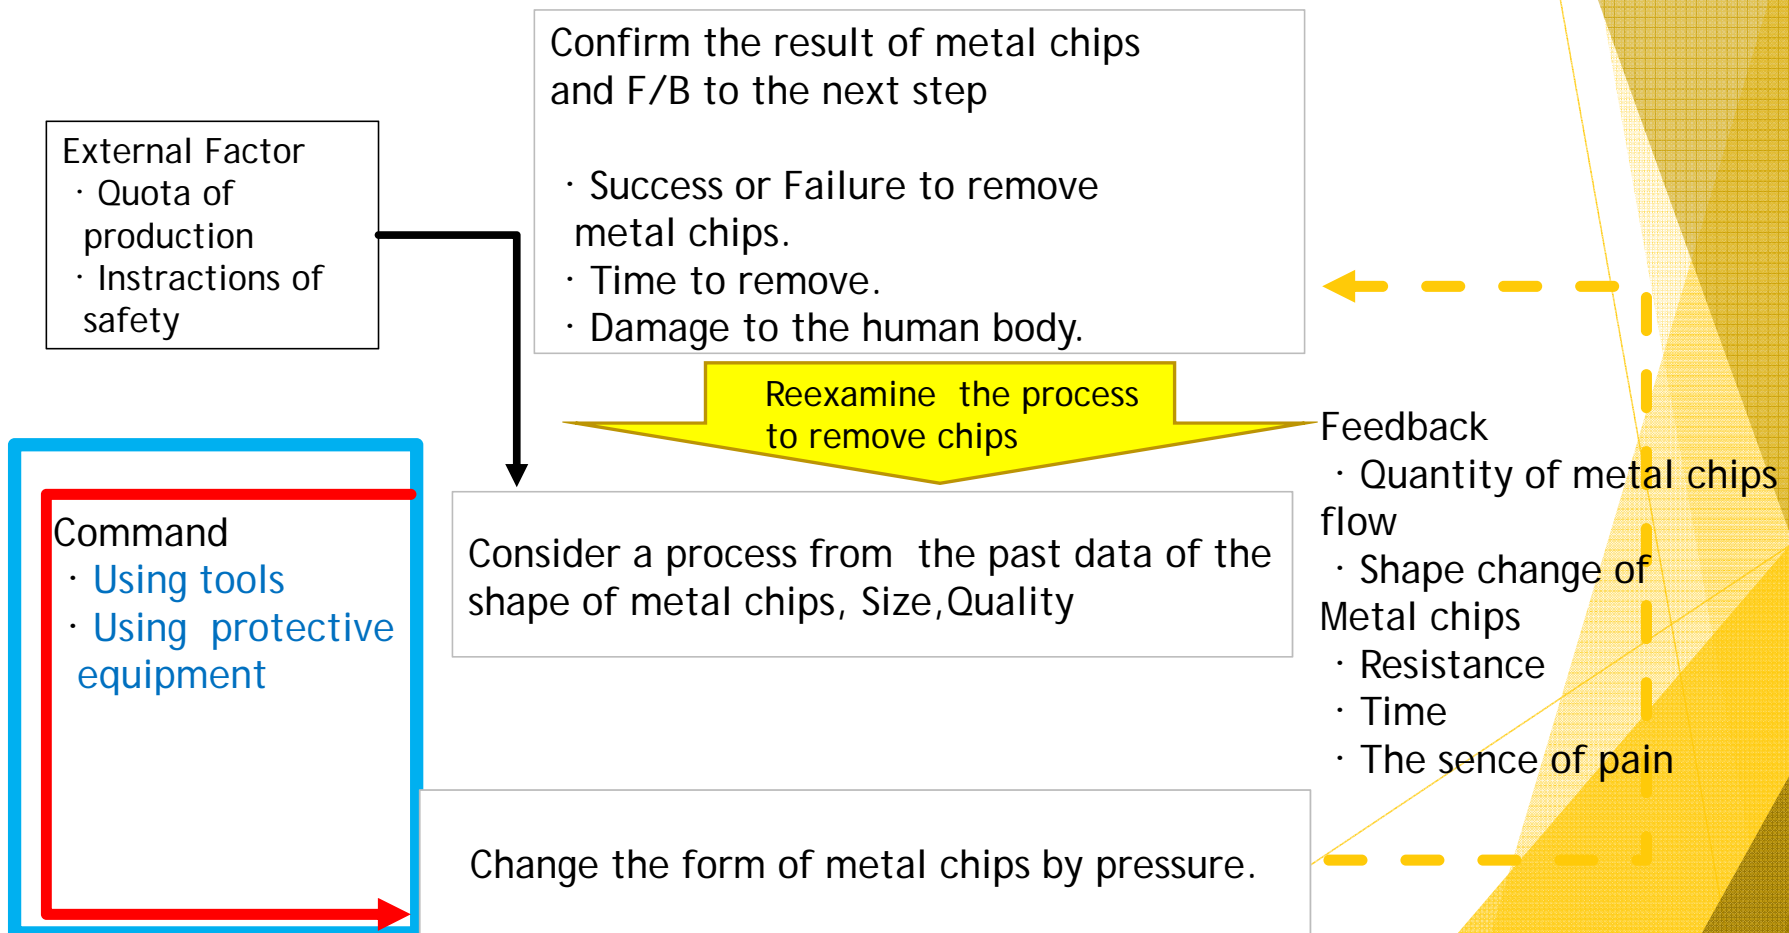 Confirm the result of metal chips
and F/B to the next step
· Success or Failure to remove
metal chips.
· Time to remove.
· Damage to the human body.
External Factor
· Quota of
production
· Instractions of
safety
Reexamine the process
to remove chips
Command
· Using tools
· Using protective
equipment
Consider a process from the past data of the
shape of metal chips, Size,Quality
Feedback
· Quantity of metal chips
flow
· Shape change of
Metal chips
· Resistance
· Time
· The sence of pain
Change the form of metal chips by pressure.